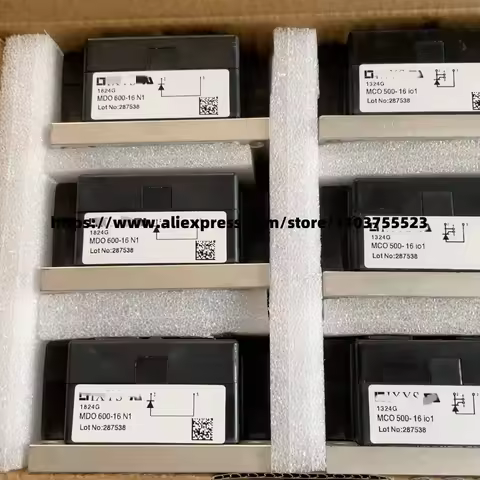 1824G
MDO 600-16 N1
Lot No:287538
1324G
MCO 500- 16 io1
Lot No:287538
https://www.aliexpress.com/store/1103755523
1824G
MDO 600-16 N1
Lot No:287538
1324G
MCO 500- 16 io1
Lot No:287538
IXYS
1824G
MDO 600-16 N1
Lot No:287538
IXYS
1324G
MCO 500- 16 io1
Lot No:287538